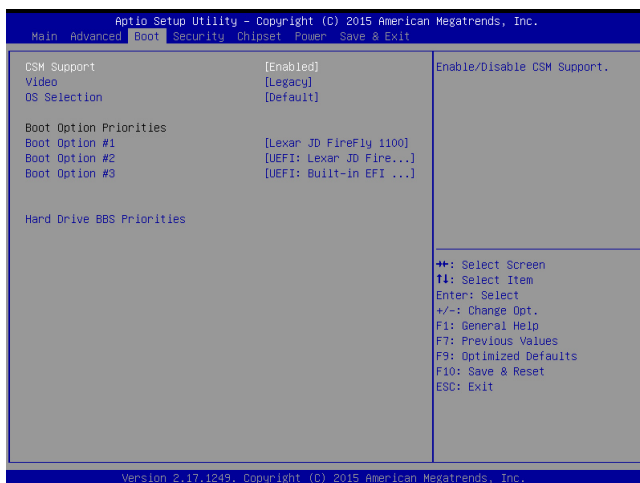 Aptio Setup Utility – Copyright (C) 2015 American Megatrends, Inc.
Main Advanced Boot Security Chipset Power Save & Exit
CSM Support [Enabled]
Video [Legacy]
OS Selection [Default]
Boot Option Priorities
Boot Option #1 [Lexar JD FireFly 1100]
Boot Option #2 [UEFI: Lexar JD Fire...]
Boot Option #3 [UEFI: Built-in EFI ...]
Hard Drive BBS Priorities
Enable/Disable CSM Support.
→←: Select Screen
↑↓: Select Item
Enter: Select
+/-: Change Opt.
F1: General Help
F7: Previous Values
F9: Optimized Defaults
F10: Save & Reset
ESC: Exit
Version 2.17.1249. Copyright (C) 2015 American Megatrends, Inc.